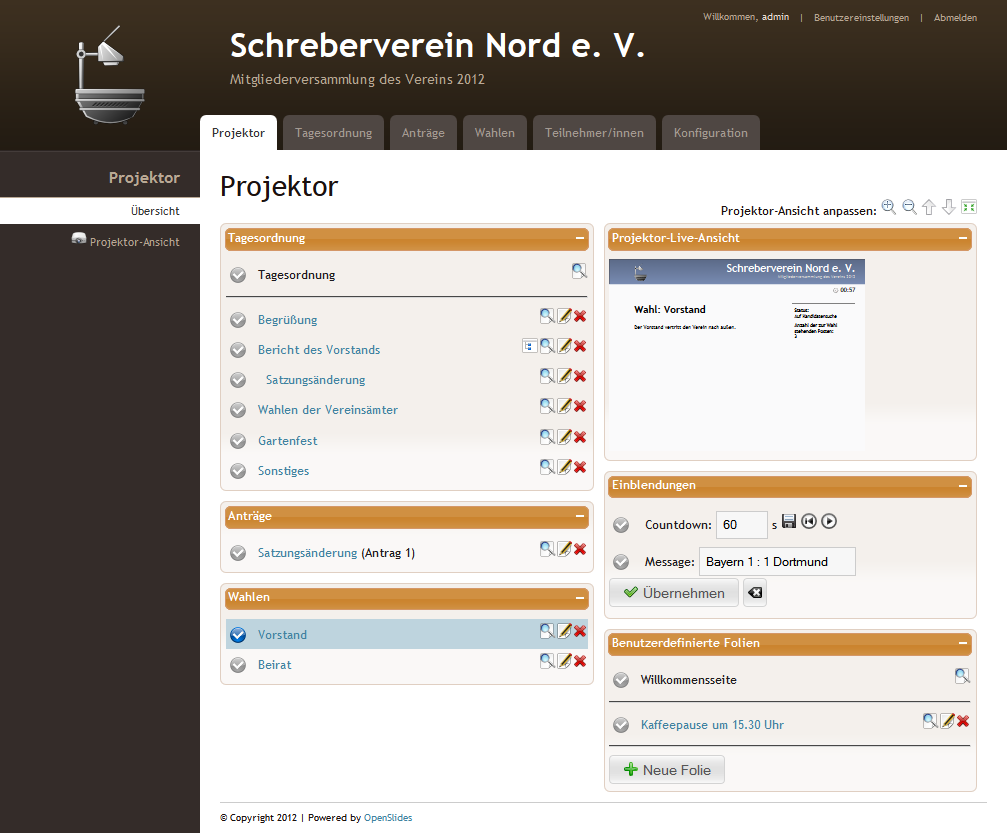 Willkommen, admin | Benutzereinstellungen | Abmelden
Schreberverein Nord e. V.
Mitgliederversammlung des Vereins 2012
Projektor Tagesordnung Anträge Wahlen Teilnehmer/innen Konfiguration
Projektor
Übersicht
Projektor-Ansicht
Projektor
Projektor-Ansicht anpassen:
Tagesordnung
Tagesordnung
Begrüßung
Bericht des Vorstands
Satzungsänderung
Wahlen der Vereinsämter
Gartenfest
Sonstiges
Anträge
Satzungsänderung (Antrag 1)
Wahlen
Vorstand
Beirat
Projektor-Live-Ansicht
Schreberverein Nord e. V.
Mitgliederversammlung des Vereins 2012
00:57
Wahl: Vorstand
Der Vorstand vertritt den Verein nach außen.
Status:
Auf Kandidatensuche
Anzahl der zur Wahl
stehenden Posten:
3
Einblendungen
Countdown: 60 s
Message: Bayern 1 : 1 Dortmund
Übernehmen
Benutzerdefinierte Folien
Willkommensseite
Kaffeepause um 15.30 Uhr
Neue Folie
© Copyright 2012 | Powered by OpenSlides